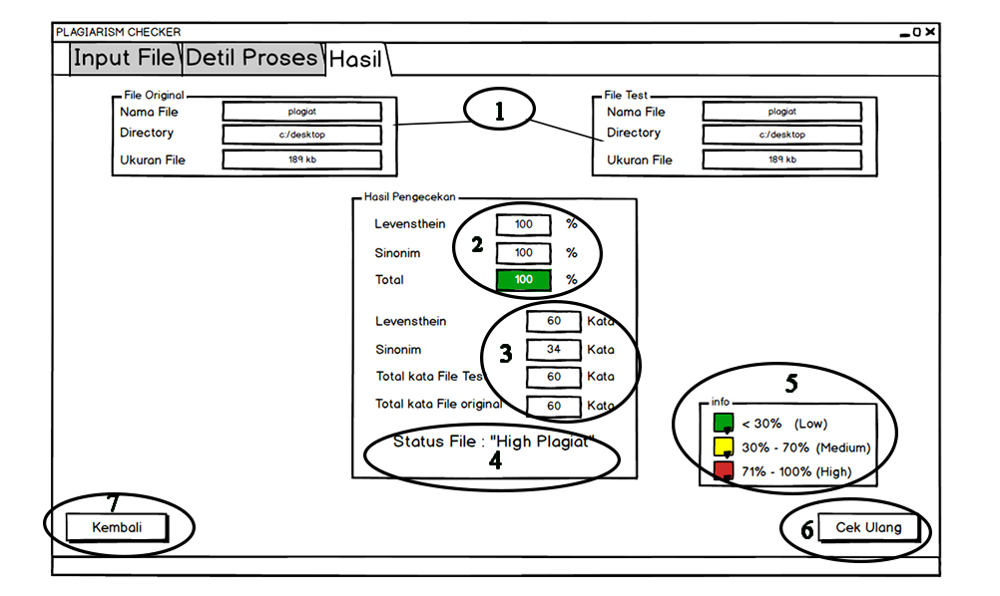 PLAGIARISM CHECKER
Input File Detil Proses Hasil
File Original
Nama File plagiat
Directory c:/desktop
Ukuran File 189 kb
1
File Test
Nama File plagiat
Directory c:/desktop
Ukuran File 189 kb
Hasil Pengecekan
Levensthein 100 %
2
Sinonim 100 %
Total 100 %
Levensthein 60 Kata
3
Sinonim 34 Kata
Total kata File Tes 60 Kata
Total kata File original 60 Kata
Status File : "High Plagiat"
4
5
info
< 30% (Low)
30% - 70% (Medium)
71% - 100% (High)
7
Kembali
6
Cek Ulang